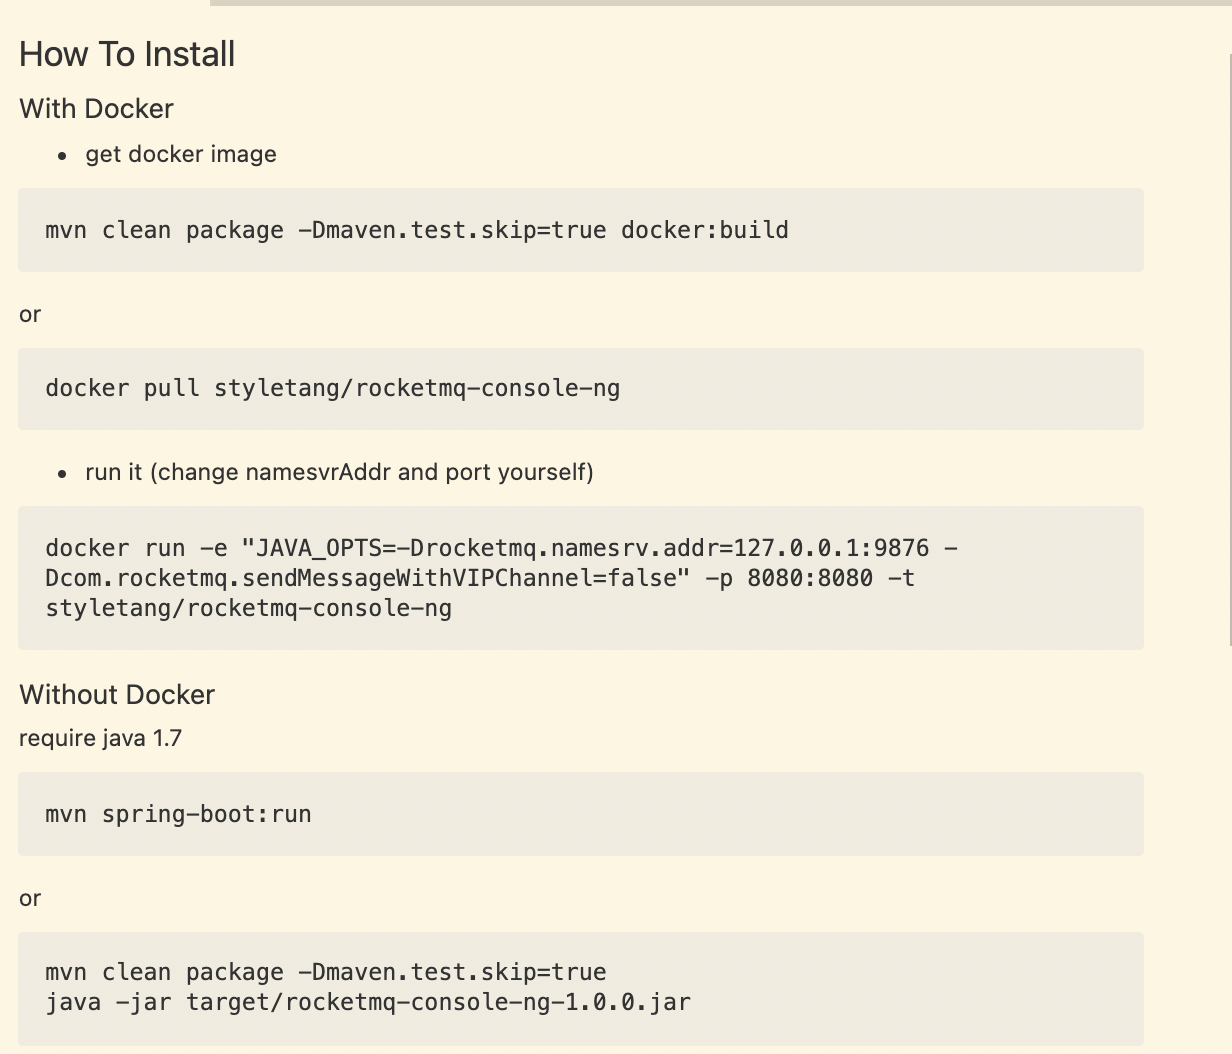 How To Install
With Docker
• get docker image
mvn clean package -Dmaven.test.skip=true docker:build
or
docker pull styletang/rocketmq-console-ng
• run it (change namesvrAddr and port yourself)
docker run -e "JAVA_OPTS=-Drocketmq.namesrv.addr=127.0.0.1:9876 -
Dcom.rocketmq.sendMessageWithVIPChannel=false" -p 8080:8080 -t
styletang/rocketmq-console-ng
Without Docker
require java 1.7
mvn spring-boot:run
or
mvn clean package -Dmaven.test.skip=true
java -jar target/rocketmq-console-ng-1.0.0.jar